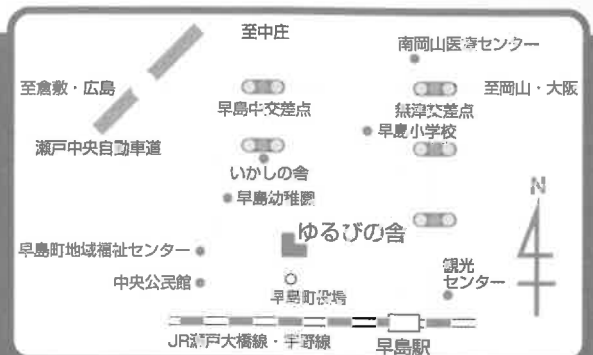 至中庄
南岡山医療センター
至倉敷・広島
至岡山・大阪
早島中交差点
無津交差点
早島小学校
瀬戸中央自動車道
いかしの舎
早島幼稚園
N
ゆるびの舎
早島町地域福祉センター
観光
センター
中央公民館
早島町役場
JR瀬戸大橋線・宇野線
早島駅